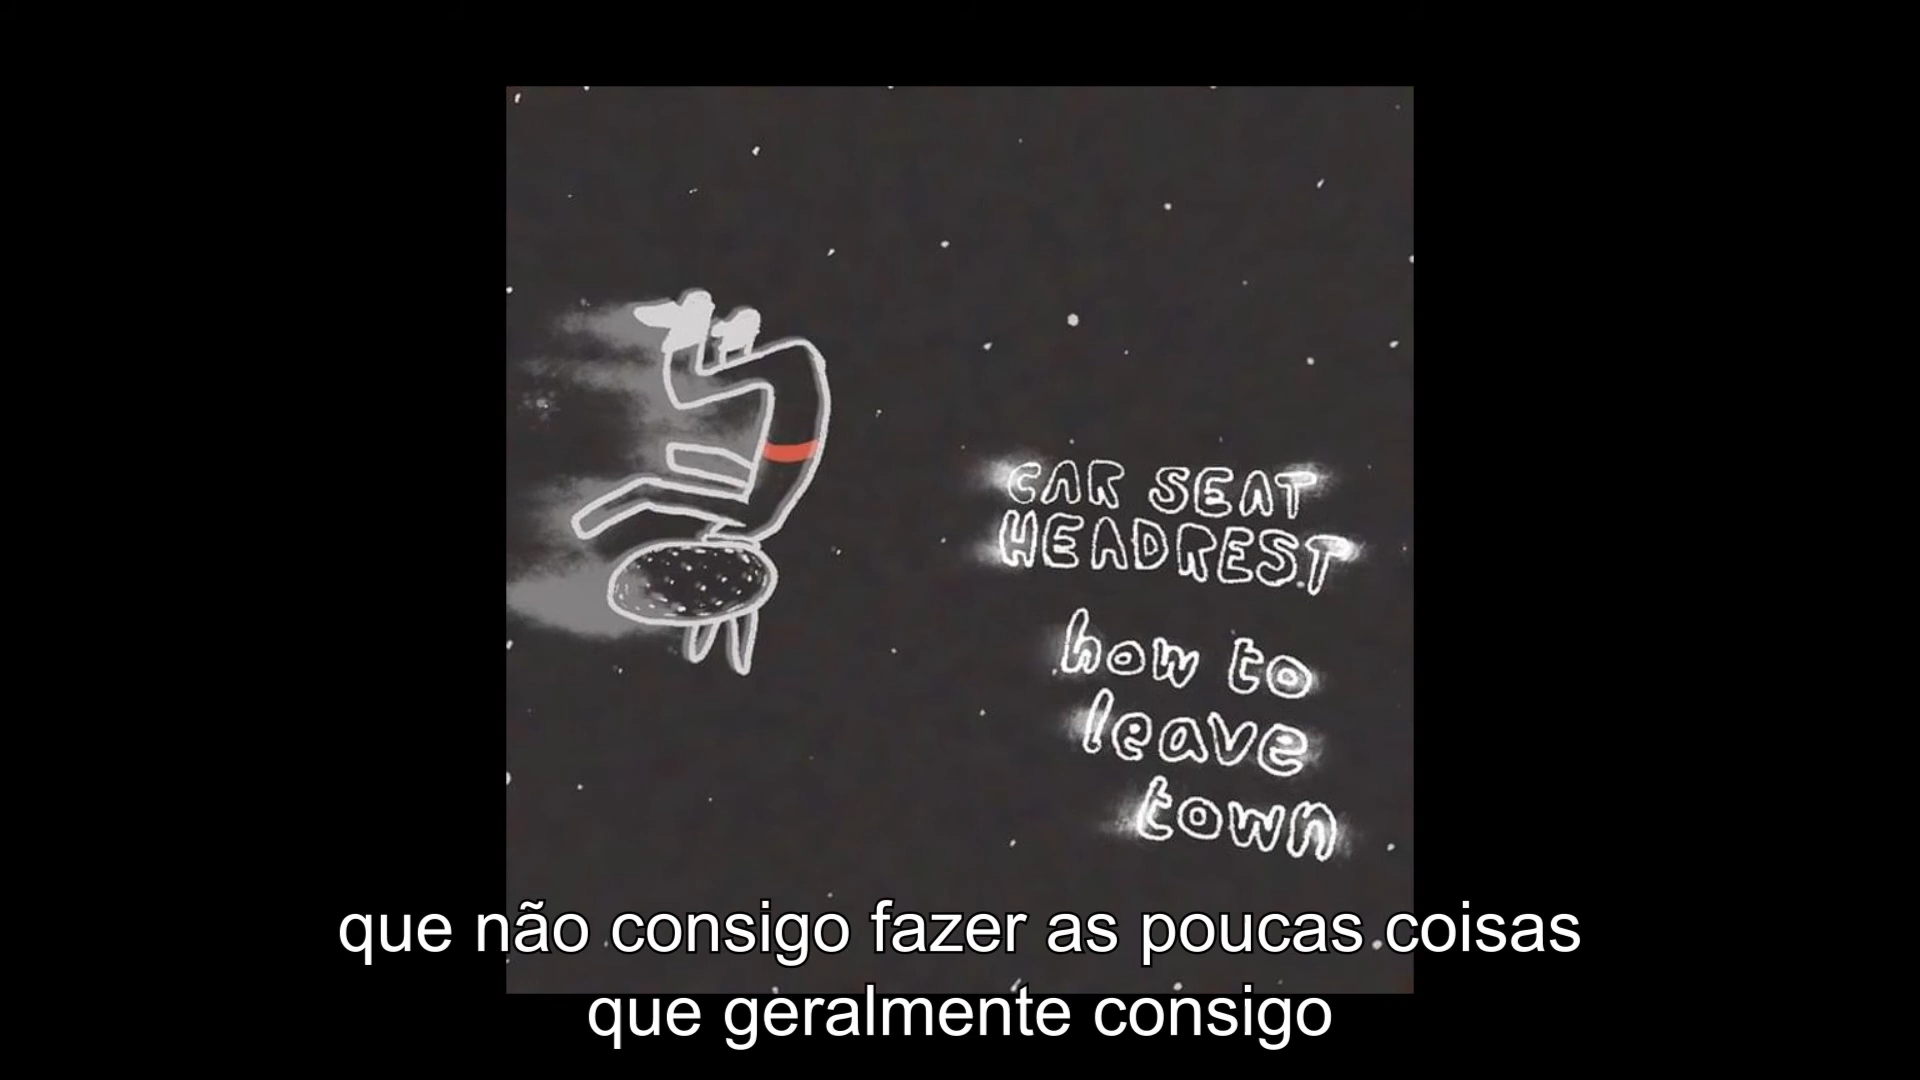 CAR SEAT
HEADREST
how to
leave
town
que não consigo fazer as poucas coisas
que geralmente consigo